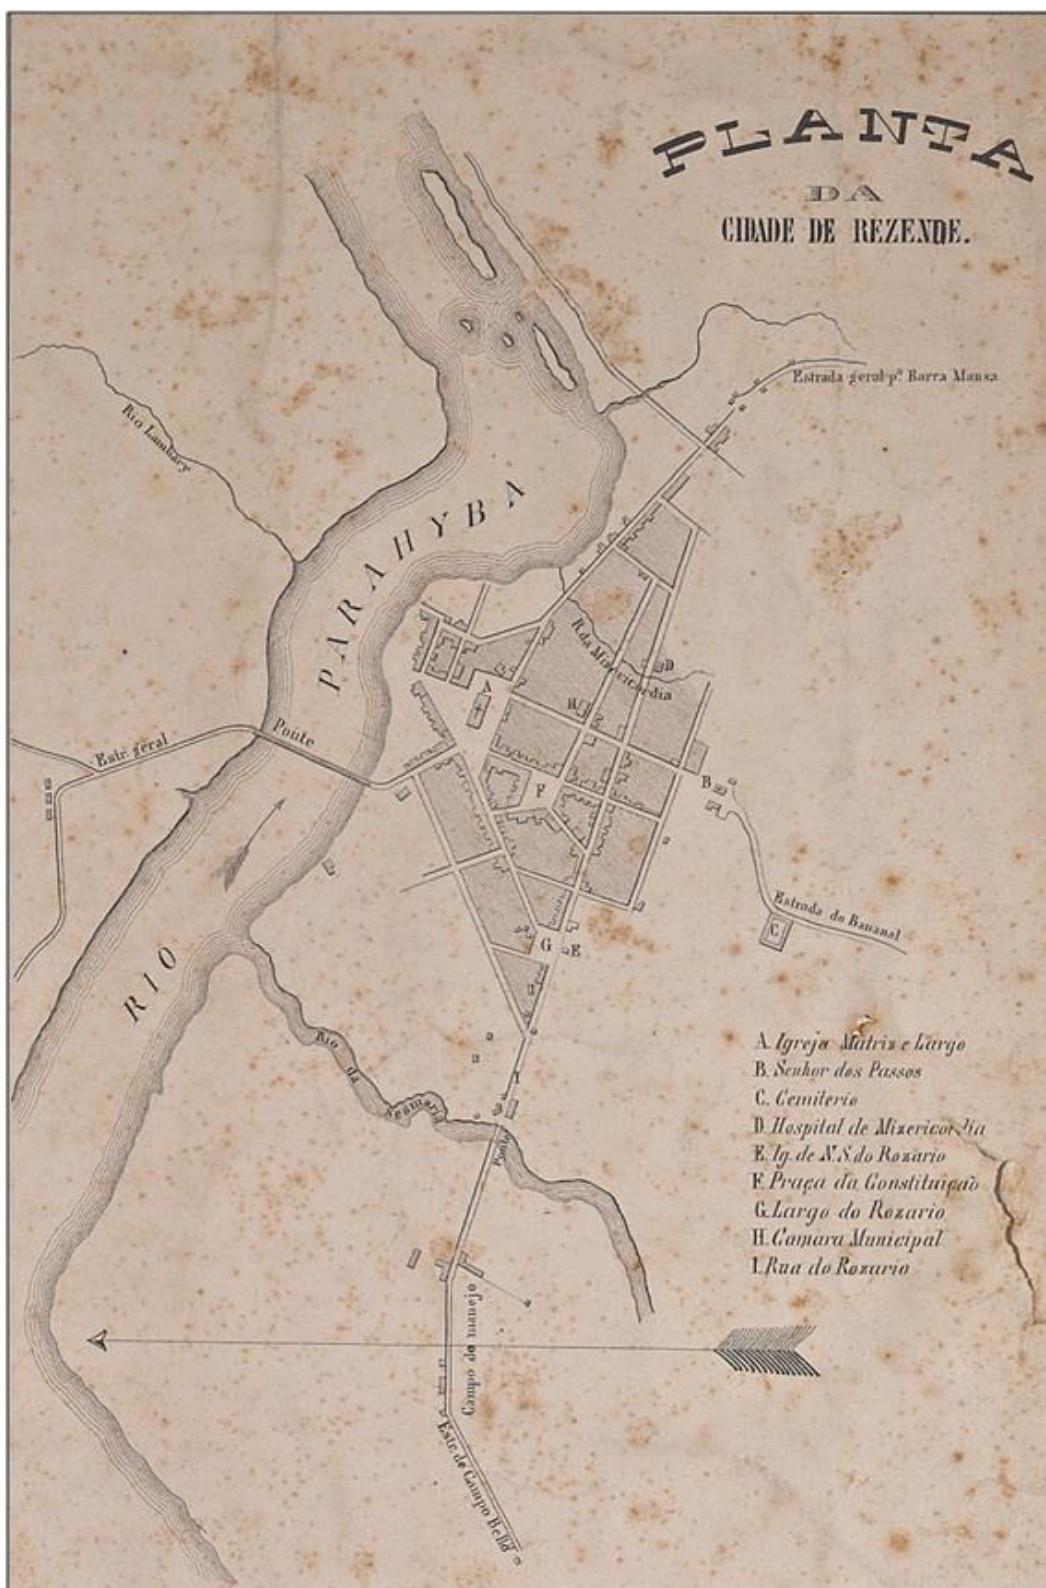 PLANTA
DA
CIDADE DE REZENDE.
Estrada geral pª. Barra Mansa
Rio Lambary
PARAHYBA
R. da Mizericordia
D
A
H
Ponte
Estr. geral
F
B
Estrada do Bananal
C
G
E
RIO
Rio
da
I
Ponte
A. Igreja Matriz e Largo
B. Senhor dos Passos
C. Cemiterio
D. Hospital de Mizericordia
E. Ig. de N. S. do Rozario
F. Praça da Constituição
G. Largo do Rozario
H. Camara Municipal
I. Rua do Rozario
Campo de manejo
Estr. de Campo Bello